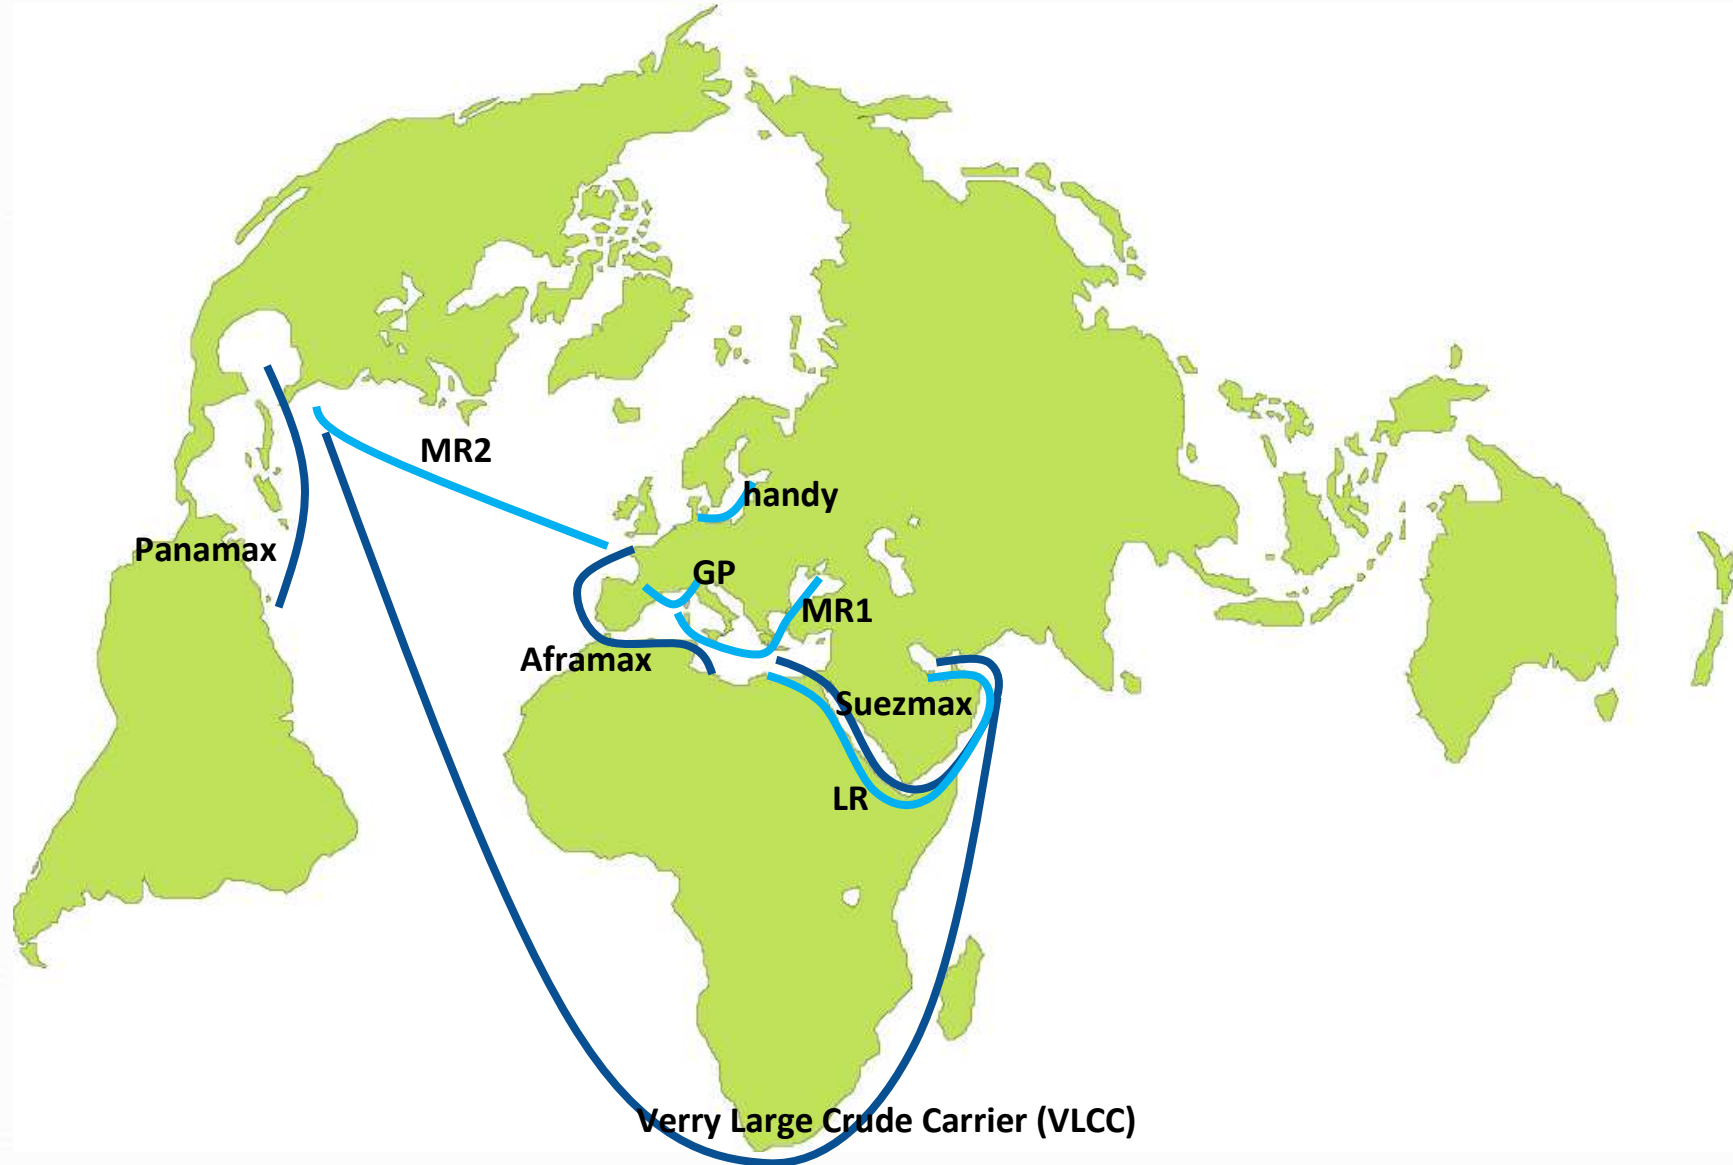 MR2
handy
Panamax
GP
MR1
Aframax
Suezmax
LR
Verry Large Crude Carrier (VLCC)